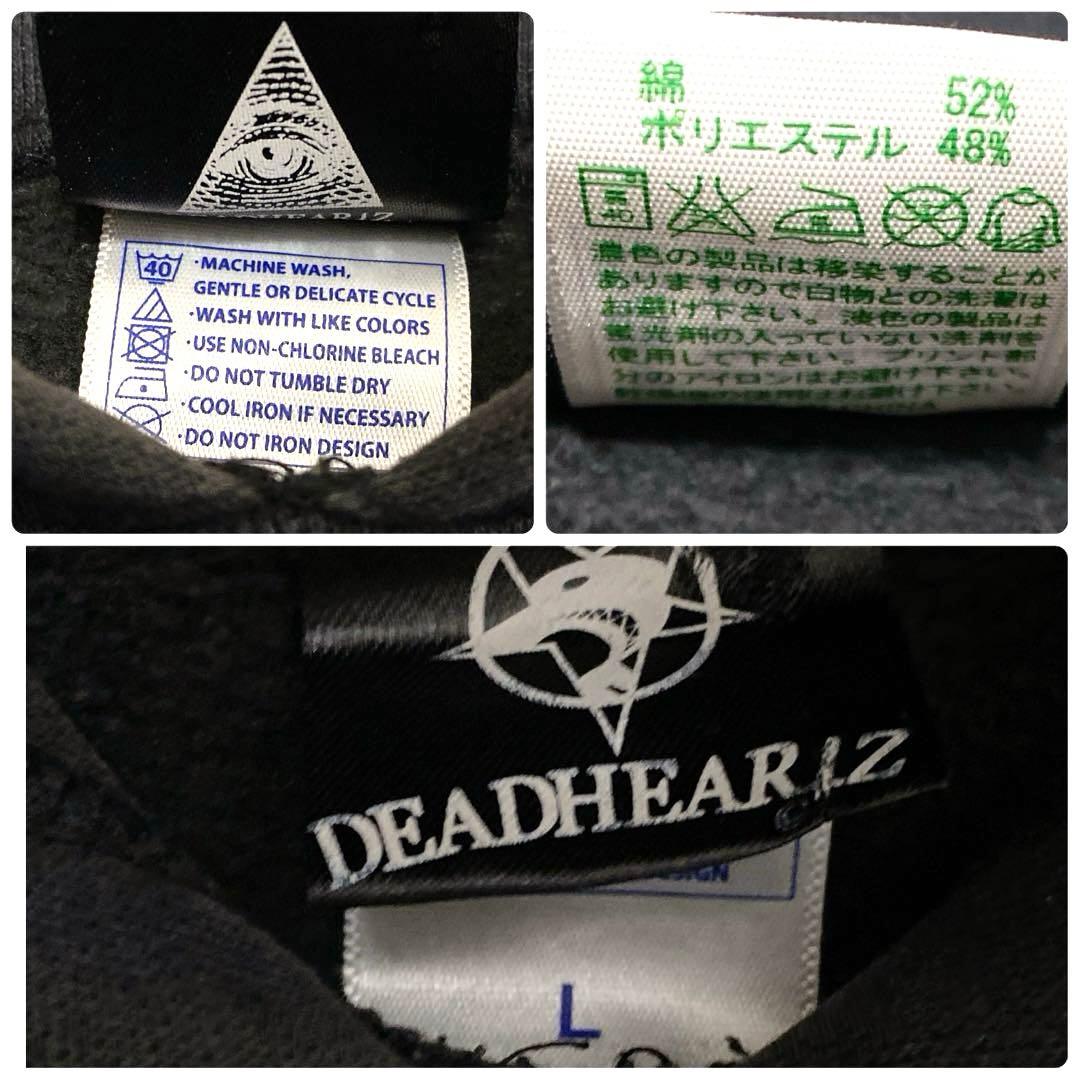 DEADHEARIZ
40
·MACHINE WASH,
GENTLE OR DELICATE CYCLE
·WASH WITH LIKE COLORS
·USE NON-CHLORINE BLEACH
·DO NOT TUMBLE DRY
·COOL IRON IF NECESSARY
·DO NOT IRON DESIGN
綿 52%
ポリエステル 48%
40
濃色の製品は移染することが
ありますので白物との洗濯は
お避け下さい。淡色の製品は
蛍光剤の入っていない洗剤を
使用して下さい。プリント部
分のアイロンはお避け下さい。
DEADHEARIZ
DESIGN
L